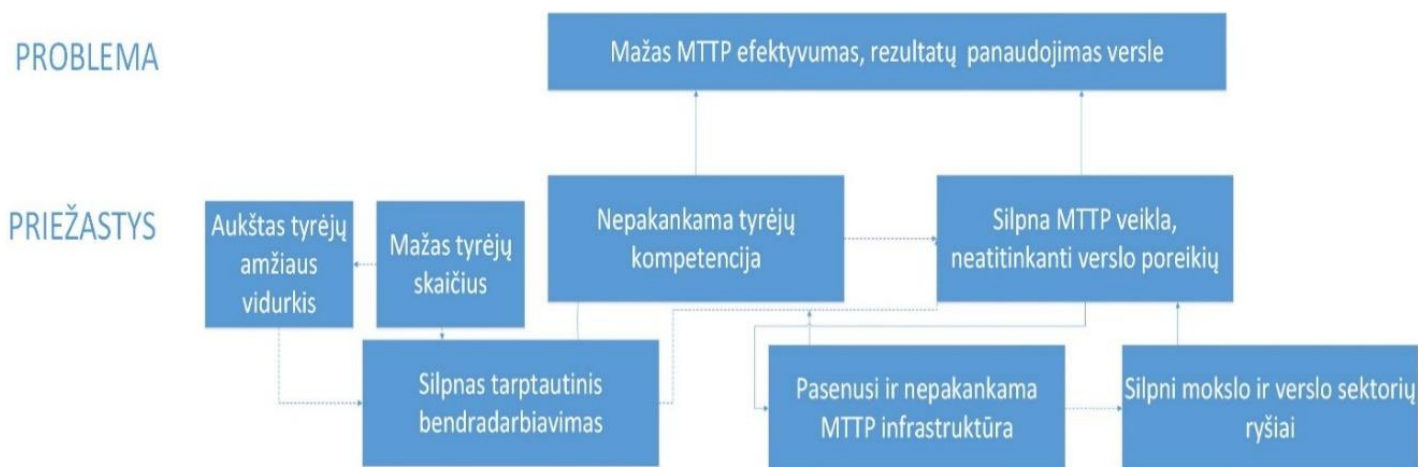 PROBLEMA
Mažas MTTP efektyvumas, rezultatų panaudojimas versle
PRIEŽASTYS
Aukštas tyrėjų
amžiaus
vidurkis
Mažas tyrėjų
skaičius
Nepakankama tyrėjų
kompetencija
Silpna MTTP veikla,
neatitinkanti verslo poreikių
Silpnas tarptautinis
bendradarbiavimas
Pasenusi ir nepakankama
MTTP infrastruktūra
Silpni mokslo ir verslo sektorių
ryšiai